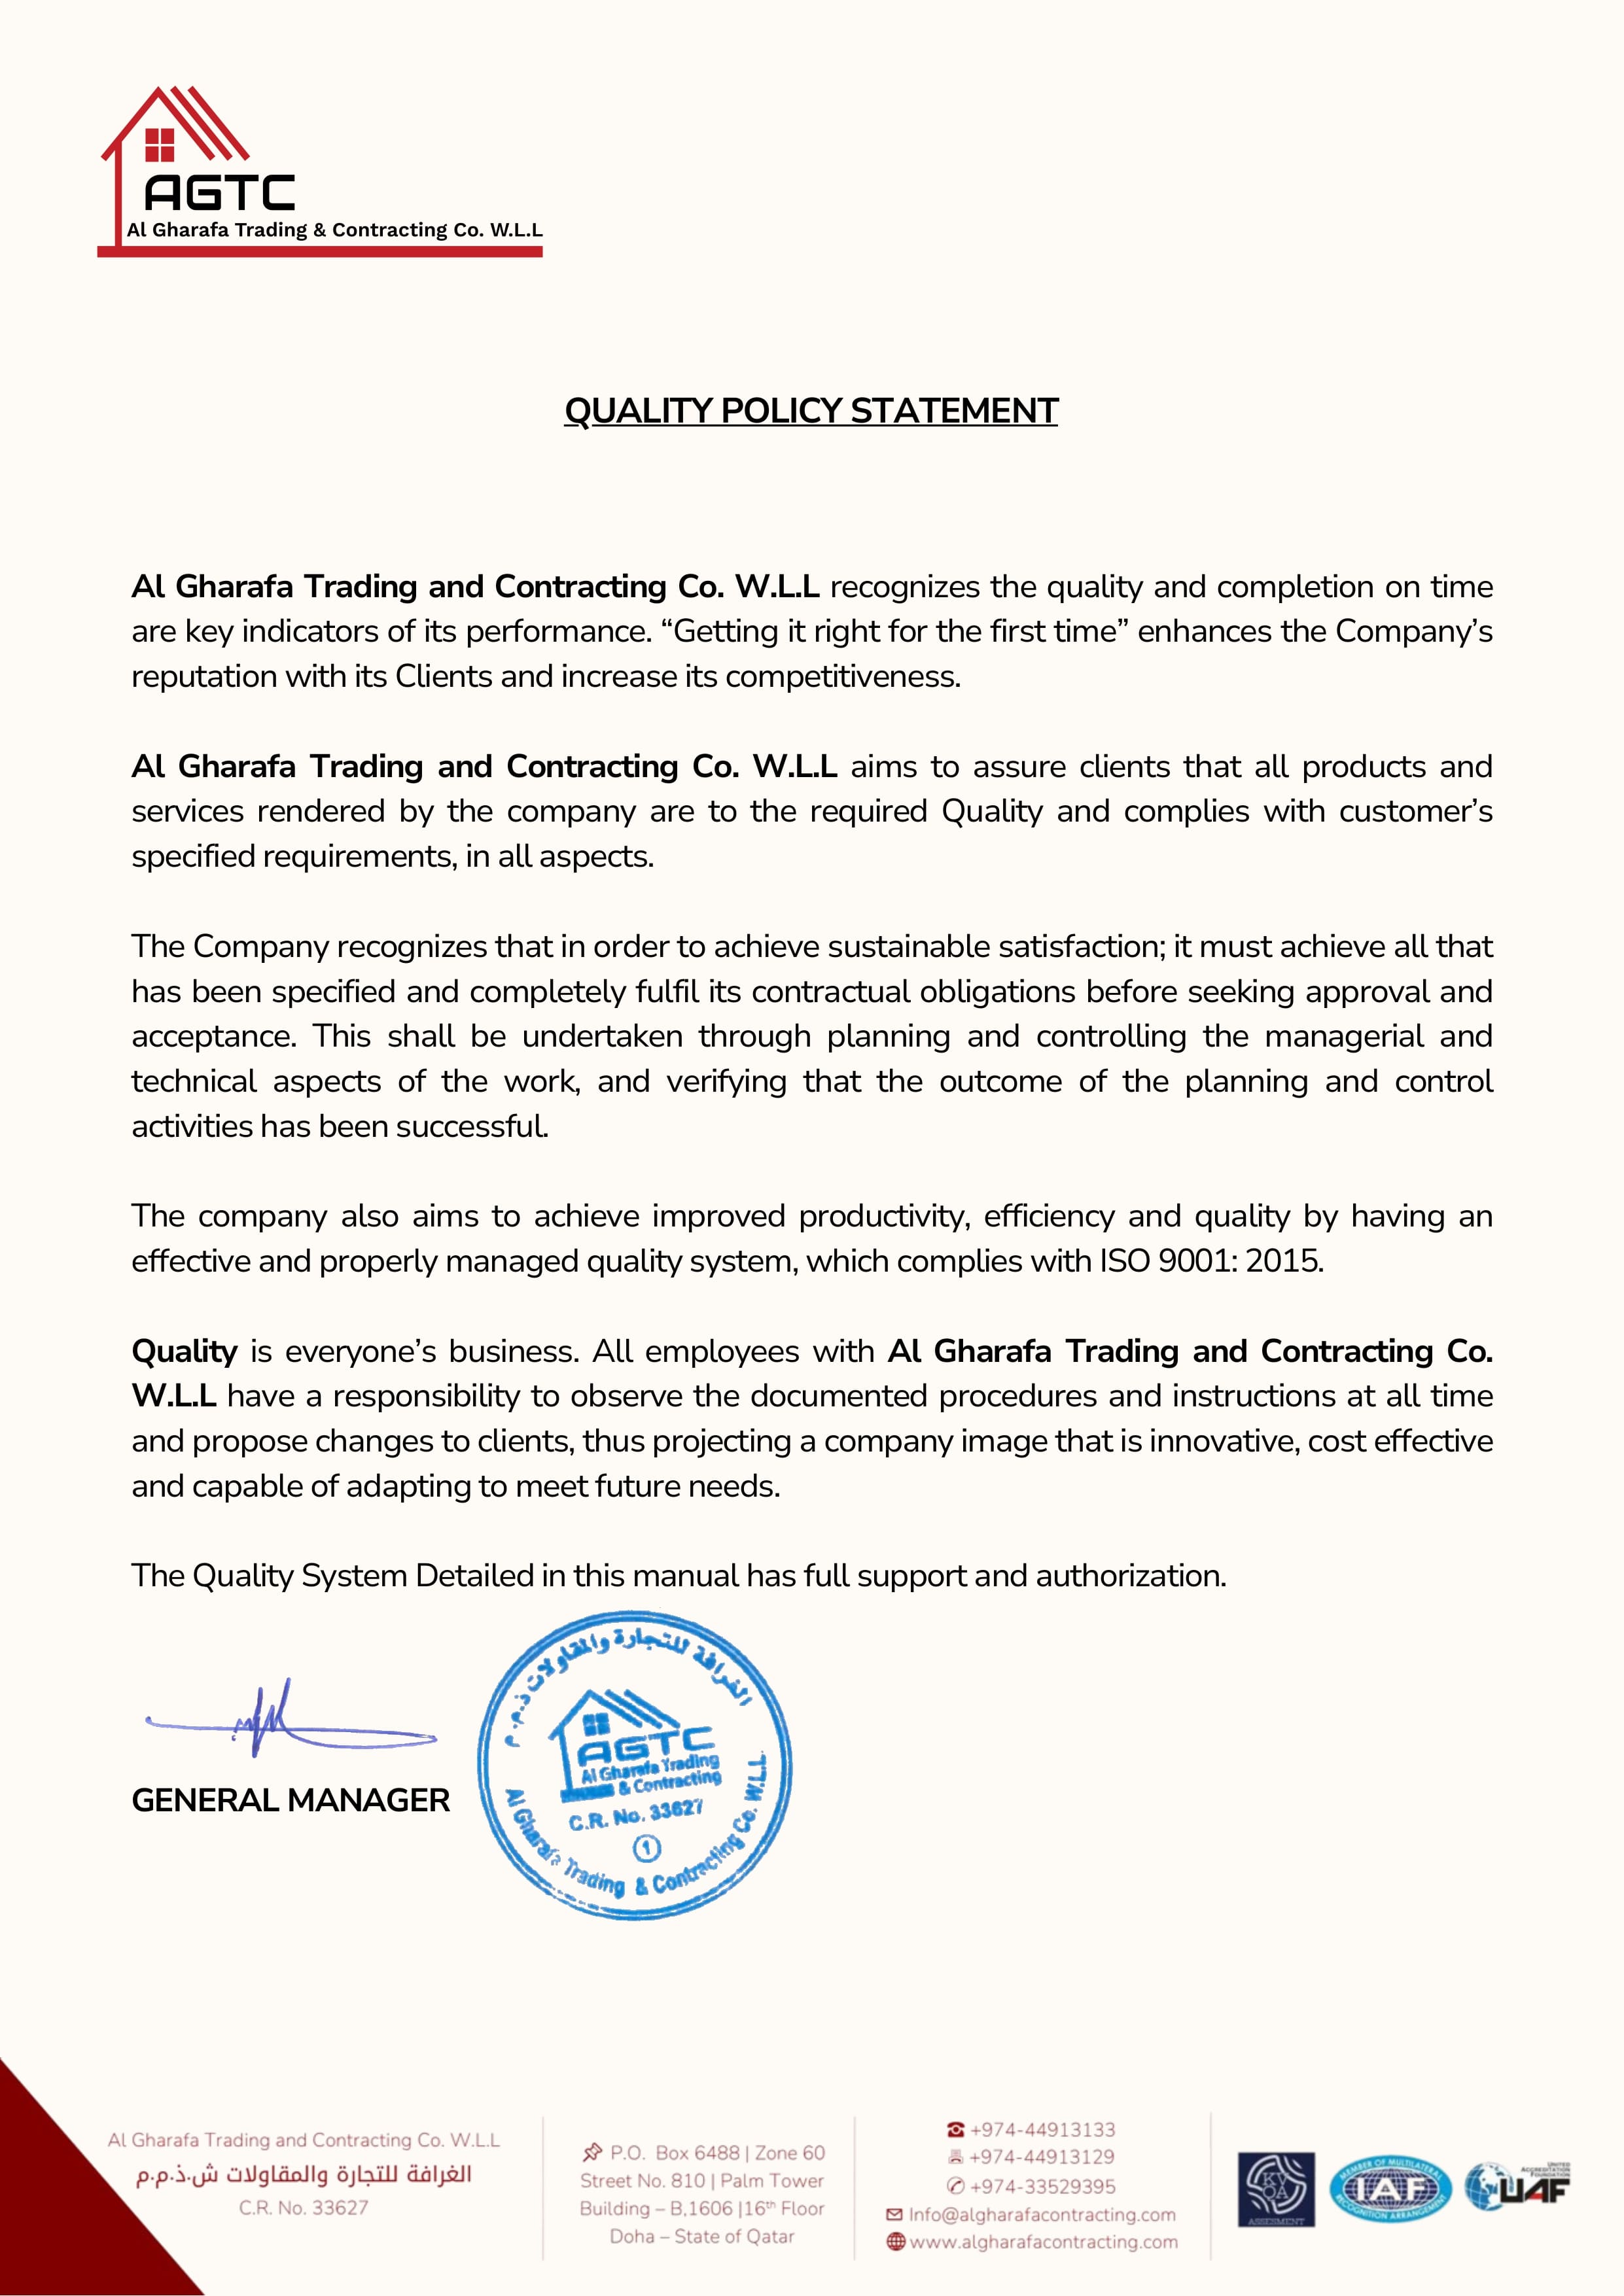 AGTC
Al Gharafa Trading & Contracting Co. W.L.L
QUALITY POLICY STATEMENT
Al Gharafa Trading and Contracting Co. W.L.L recognizes the quality and completion on time
are key indicators of its performance. “Getting it right for the first time” enhances the Company’s
reputation with its Clients and increase its competitiveness.
Al Gharafa Trading and Contracting Co. W.L.L aims to assure clients that all products and
services rendered by the company are to the required Quality and complies with customer’s
specified requirements, in all aspects.
The Company recognizes that in order to achieve sustainable satisfaction; it must achieve all that
has been specified and completely fulfil its contractual obligations before seeking approval and
acceptance. This shall be undertaken through planning and controlling the managerial and
technical aspects of the work, and verifying that the outcome of the planning and control
activities has been successful.
The company also aims to achieve improved productivity, efficiency and quality by having an
effective and properly managed quality system, which complies with ISO 9001: 2015.
Quality is everyone’s business. All employees with Al Gharafa Trading and Contracting Co.
W.L.L have a responsibility to observe the documented procedures and instructions at all time
and propose changes to clients, thus projecting a company image that is innovative, cost effective
and capable of adapting to meet future needs.
The Quality System Detailed in this manual has full support and authorization.
GENERAL MANAGER
الغرافة للتجارة والمقاولات ذ.م.م
AGTC
Al Gharafa Trading
& Contracting
C.R. No. 33627
1
Al Gharafa Trading & Contracting Co. W.L.L.
Al Gharafa Trading and Contracting Co. W.L.L
الغرافة للتجارة والمقاولات ش.ذ.م.م
C.R. No. 33627
P.O. Box 6488 | Zone 60
Street No. 810 | Palm Tower
Building – B,1606 |16th Floor
Doha – State of Qatar
+974-44913133
+974-44913129
+974-33529395
Info@algharafacontracting.com
www.algharafacontracting.com
KVQA
ASSESMENT
MEMBER OF MULTILATERAL
IAF
RECOGNITION ARRANGEMENT
UNITED
ACCREDITATION
FOUNDATION
UAF